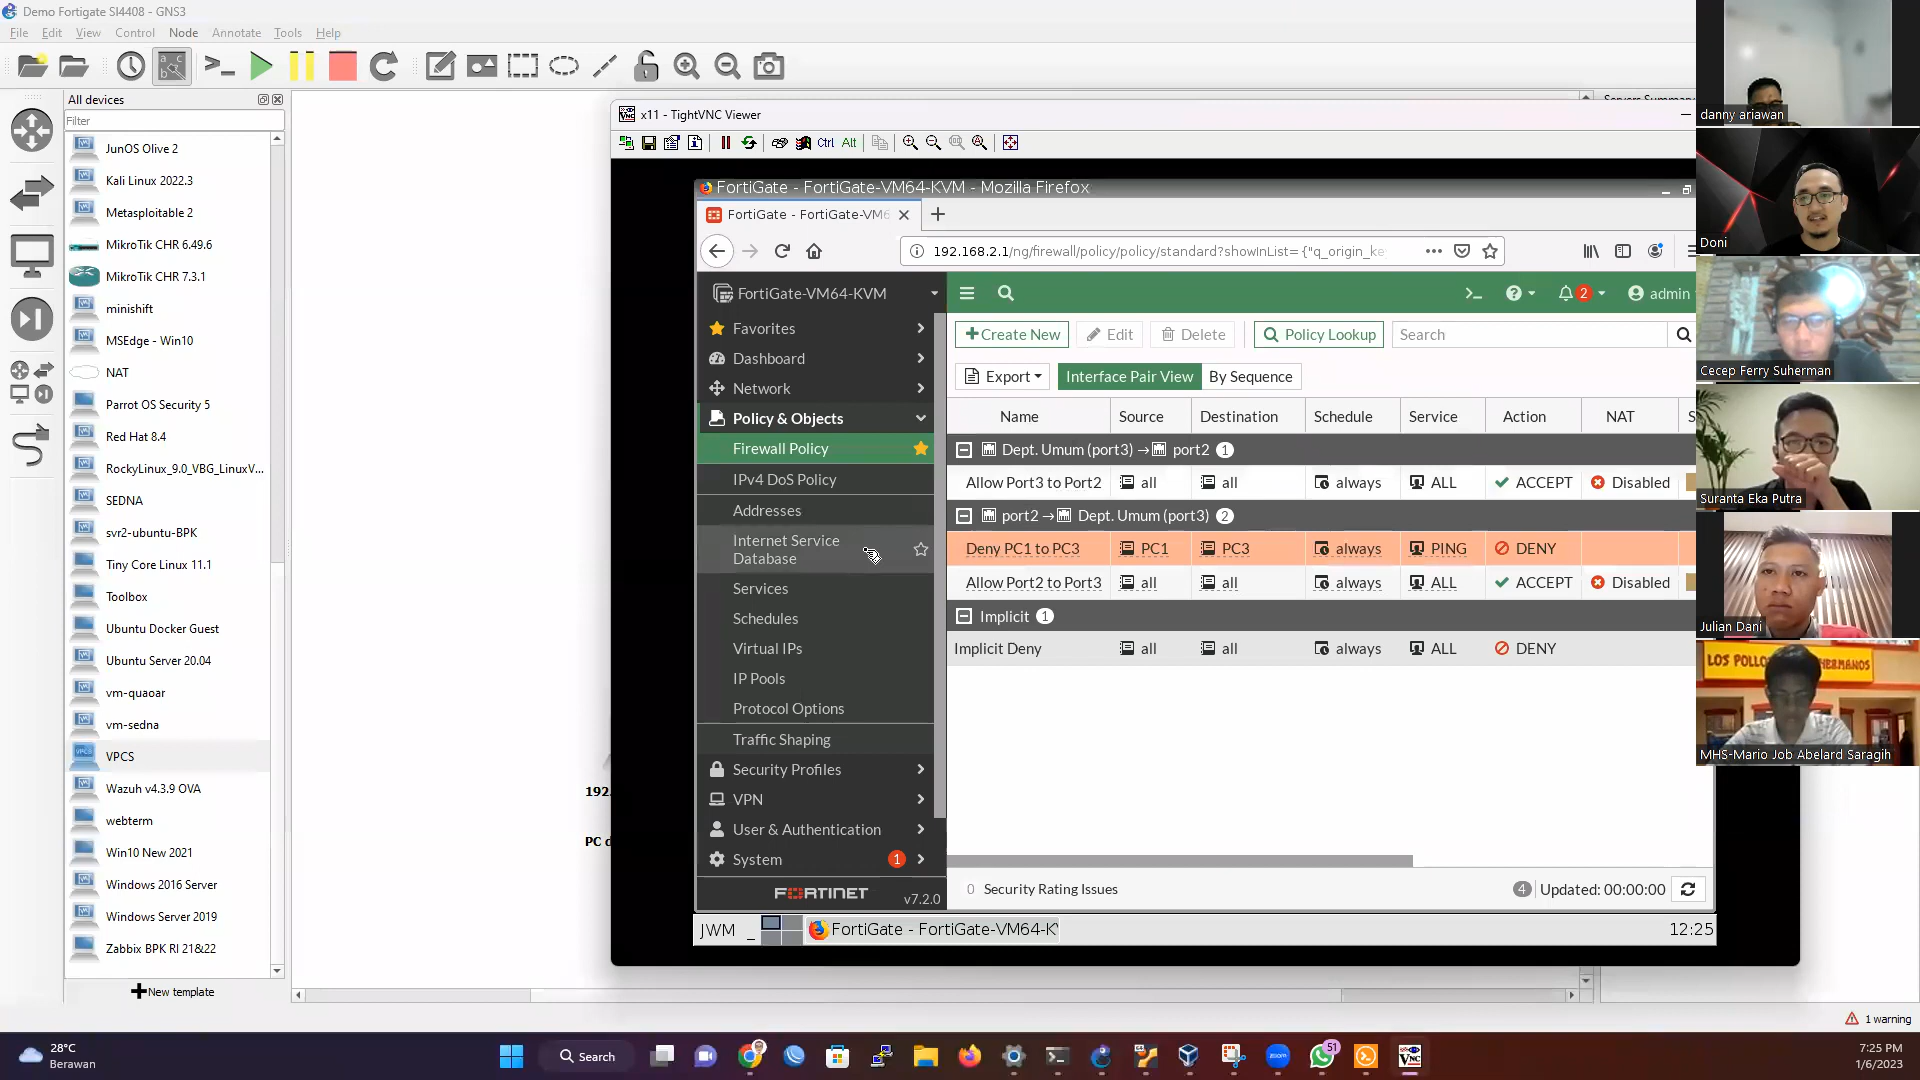 Demo Fortigate SI4408 - GNS3
File Edit View Control Node Annotate Tools Help
All devices
Filter
JunOS Olive 2
Kali Linux 2022.3
Metasploitable 2
MikroTik CHR 6.49.6
MikroTik CHR 7.3.1
minishift
MSEdge - Win10
NAT
Parrot OS Security 5
Red Hat 8.4
RockyLinux_9.0_VBG_LinuxV...
SEDNA
svr2-ubuntu-BPK
Tiny Core Linux 11.1
Toolbox
Ubuntu Docker Guest
Ubuntu Server 20.04
vm-quaoar
vm-sedna
VPCS
Wazuh v4.3.9 OVA
webterm
Win10 New 2021
Windows 2016 Server
Windows Server 2019
Zabbix BPK RI 21&22
New template
192.
PC d
x11 - TightVNC Viewer
Ctrl Alt
FortiGate - FortiGate-VM64-KVM - Mozilla Firefox
FortiGate - FortiGate-VM6
192.168.2.1/ng/firewall/policy/policy/standard?showInList={"q_origin_ke
FortiGate-VM64-KVM
2 admin
Favorites
Dashboard
Network
Policy & Objects
Firewall Policy
IPv4 DoS Policy
Addresses
Internet Service
Database
Services
Schedules
Virtual IPs
IP Pools
Protocol Options
Traffic Shaping
Security Profiles
VPN
User & Authentication
System 1
FORTINET v7.2.0
Create New Edit Delete Policy Lookup Search
Export Interface Pair View By Sequence
Name Source Destination Schedule Service Action NAT S
Dept. Umum (port3) → port2 1
Allow Port3 to Port2 all all always ALL ACCEPT Disabled
port2 → Dept. Umum (port3) 2
Deny PC1 to PC3 PC1 PC3 always PING DENY
Allow Port2 to Port3 all all always ALL ACCEPT Disabled
Implicit 1
Implicit Deny all all always ALL DENY
0 Security Rating Issues 4 Updated: 00:00:00
JWM FortiGate - FortiGate-VM64-K 12:25
danny ariawan
Doni
Cecep Ferry Suherman
Suranta Eka Putra
Julian Dani
LOS POLLO HERMANOS
MHS-Mario Job Abelard Saragih
1 warning
28°C
Berawan
Search
zoom
51
7:25 PM
1/6/2023